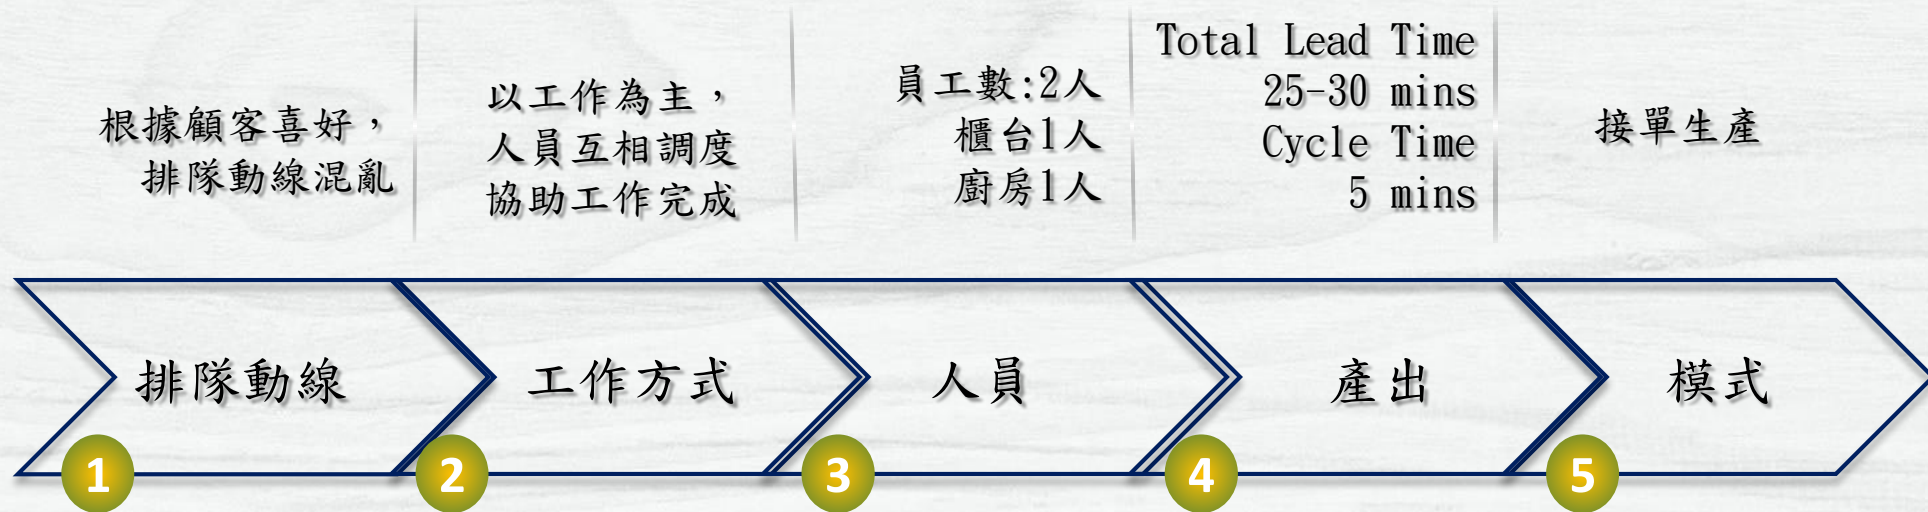 根據顧客喜好，
排隊動線混亂
以工作為主，
人員互相調度
協助工作完成
員工數:2人
櫃台1人
廚房1人
Total Lead Time
25-30 mins
Cycle Time
5 mins
接單生產
排隊動線
工作方式
人員
產出
模式
1
2
3
4
5